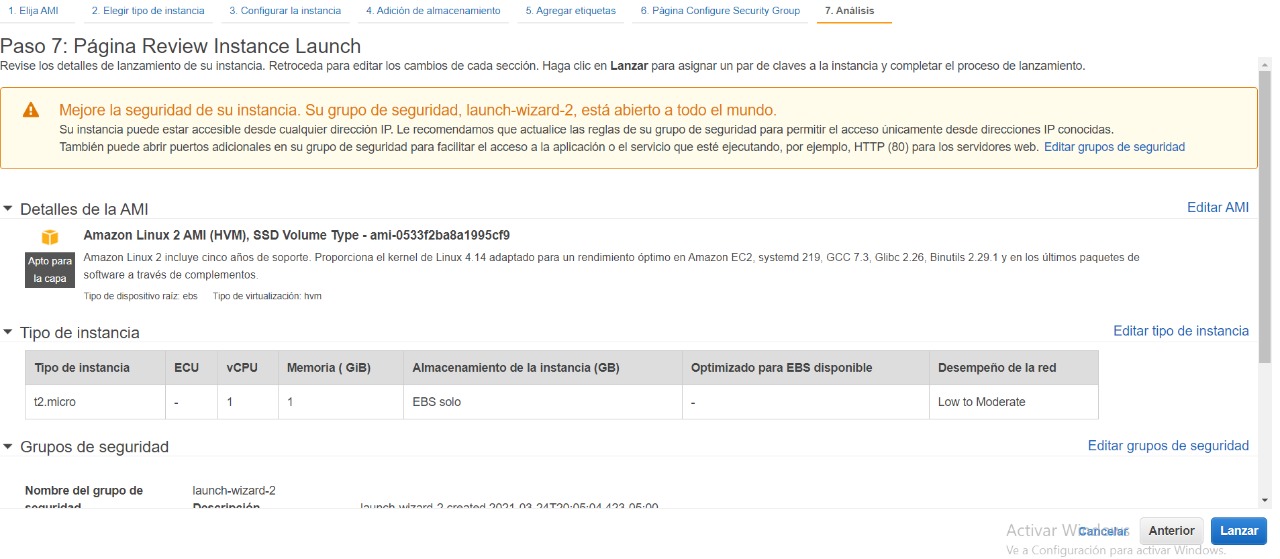 1. Elija AMI 2. Elegir tipo de instancia 3. Configurar la instancia 4. Adición de almacenamiento 5. Agregar etiquetas 6. Página Configure Security Group 7. Análisis
Paso 7: Página Review Instance Launch
Revise los detalles de lanzamiento de su instancia. Retroceda para editar los cambios de cada sección. Haga clic en Lanzar para asignar un par de claves a la instancia y completar el proceso de lanzamiento.
Mejore la seguridad de su instancia. Su grupo de seguridad, launch-wizard-2, está abierto a todo el mundo.
Su instancia puede estar accesible desde cualquier dirección IP. Le recomendamos que actualice las reglas de su grupo de seguridad para permitir el acceso únicamente desde direcciones IP conocidas.
También puede abrir puertos adicionales en su grupo de seguridad para facilitar el acceso a la aplicación o el servicio que esté ejecutando, por ejemplo, HTTP (80) para los servidores web. Editar grupos de seguridad
Detalles de la AMI Editar AMI
Amazon Linux 2 AMI (HVM), SSD Volume Type - ami-0533f2ba8a1995cf9
Apto para
la capa
Amazon Linux 2 incluye cinco años de soporte. Proporciona el kernel de Linux 4.14 adaptado para un rendimiento óptimo en Amazon EC2, systemd 219, GCC 7.3, Glibc 2.26, Binutils 2.29.1 y en los últimos paquetes de
software a través de complementos.
Tipo de dispositivo raíz: ebs Tipo de virtualización: hvm
Tipo de instancia Editar tipo de instancia
Tipo de instancia ECU vCPU Memoria ( GiB) Almacenamiento de la instancia (GB) Optimizado para EBS disponible Desempeño de la red
t2.micro - 1 1 EBS solo - Low to Moderate
Grupos de seguridad Editar grupos de seguridad
Nombre del grupo de launch-wizard-2
seguridad Descripción launch-wizard-2 created 2021-03-24T20:05:04.423-05:00
Activar Windows Cancelar Anterior Lanzar
Ve a Configuración para activar Windows.